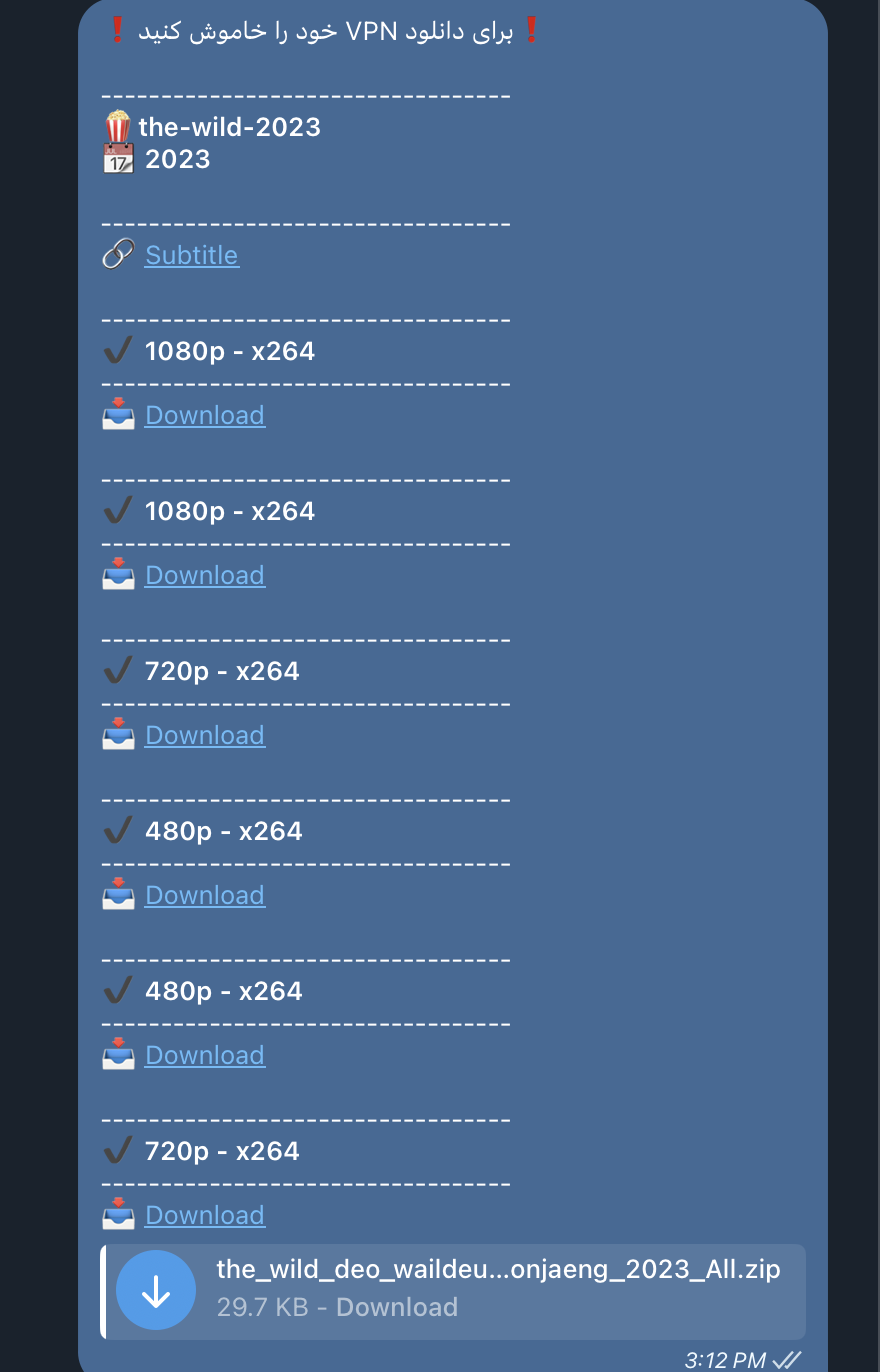 ❗ برای دانلود VPN خود را خاموش کنید ❗
----------------------------------
🍿the-wild-2023
📆 2023
----------------------------------
🔗 Subtitle
----------------------------------
✔️ 1080p - x264
----------------------------------
📥 Download
----------------------------------
✔️ 1080p - x264
----------------------------------
📥 Download
----------------------------------
✔️ 720p - x264
----------------------------------
📥 Download
----------------------------------
✔️ 480p - x264
----------------------------------
📥 Download
----------------------------------
✔️ 480p - x264
----------------------------------
📥 Download
----------------------------------
✔️ 720p - x264
----------------------------------
📥 Download
the_wild_deo_waildeu...onjaeng_2023_All.zip
29.7 KB - Download
3:12 PM